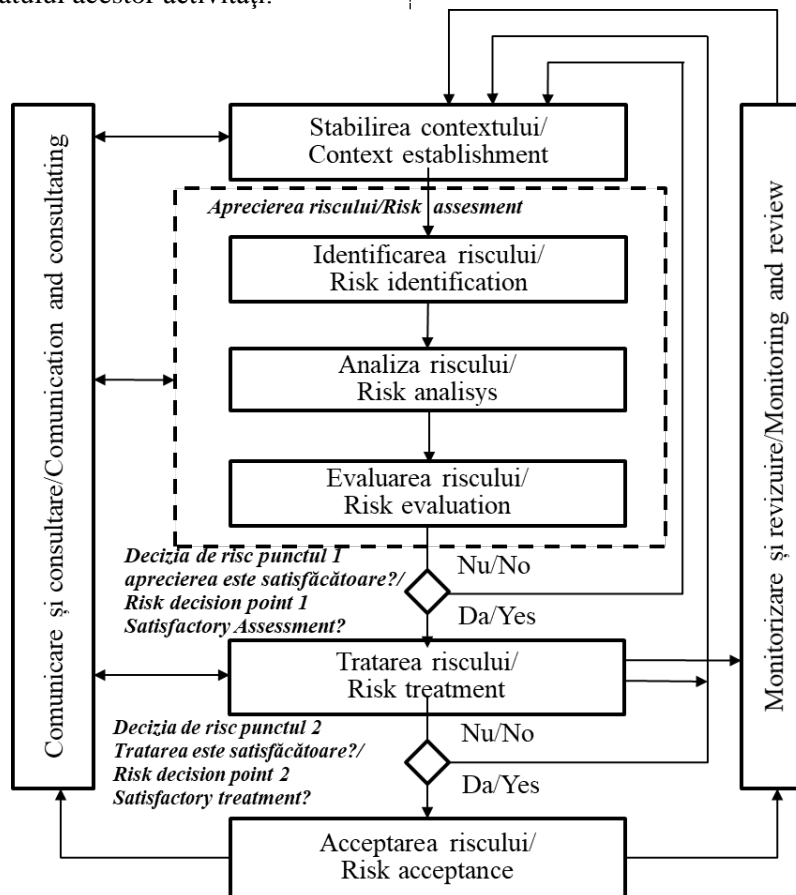 atului acestor activităţi.
Stabilirea contextului/
Context establishment
Aprecierea riscului/Risk assesment
Identificarea riscului/
Risk identification
Analiza riscului/
Risk analisys
Evaluarea riscului/
Risk evaluation
Decizia de risc punctul 1
aprecierea este satisfăcătoare?/
Risk decision point 1
Satisfactory Assessment?
Nu/No
Da/Yes
Tratarea riscului/
Risk treatment
Decizia de risc punctul 2
Tratarea este satisfăcătoare?/
Risk decision point 2
Satisfactory treatment?
Nu/No
Da/Yes
Acceptarea riscului/
Risk acceptance
Comunicare și consultare/Comunication and consultating
Monitorizare și revizuire/Monitoring and review